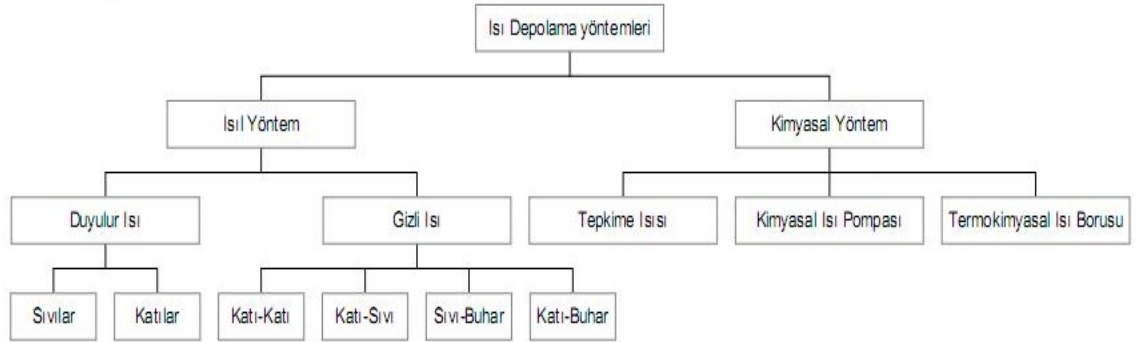 Isı Depolama yöntemleri
Isıl Yöntem
Kimyasal Yöntem
Duyulur Isı
Gizli Isı
Tepkime Isısı
Kimyasal Isı Pompası
Termokimyasal Isı Borusu
Sıvılar
Katılar
Katı-Katı
Katı-Sıvı
Sıvı-Buhar
Katı-Buhar